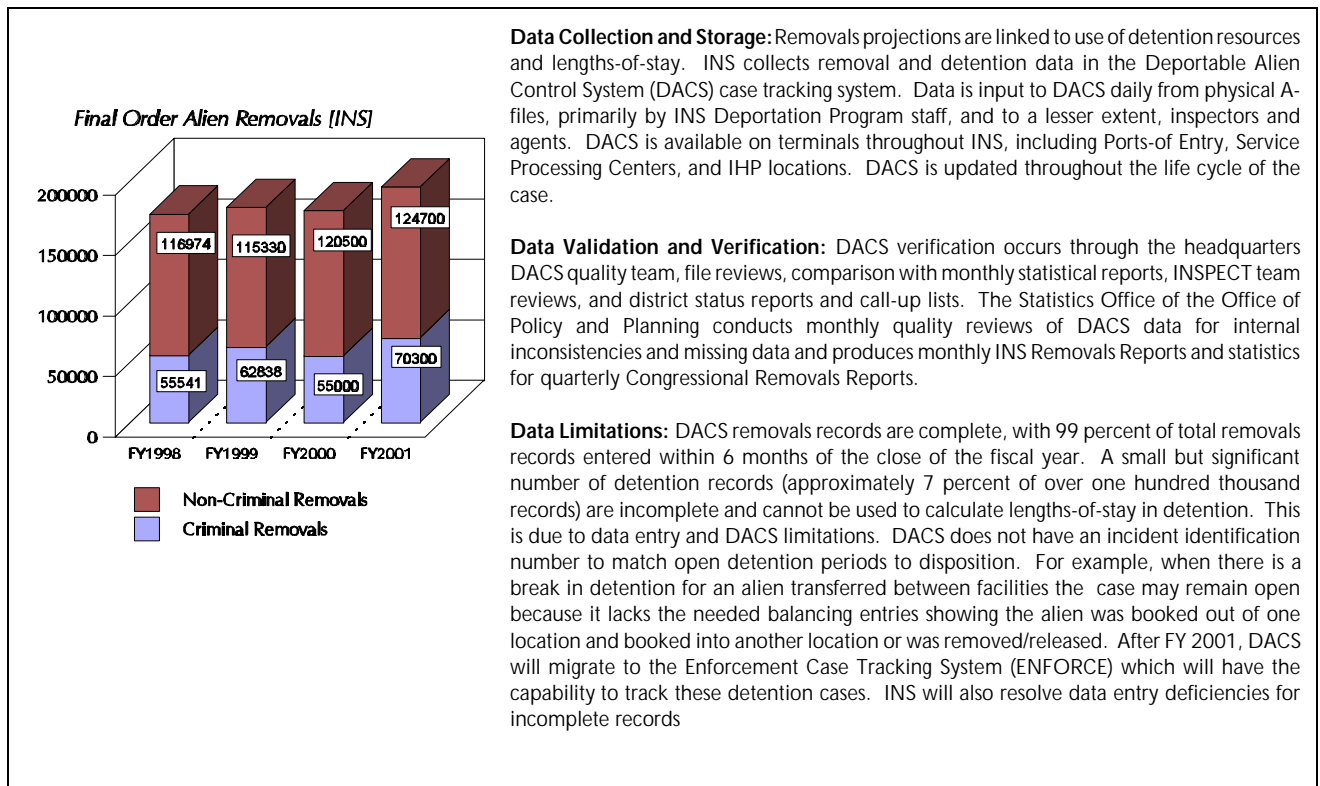 Final Order Alien Removals [INS]
200000
150000
100000
50000
0
116974
115330
120500
124700
55541
62838
55000
70300
FY1998 FY1999 FY2000 FY2001
Non-Criminal Removals
Criminal Removals
Data Collection and Storage: Removals projections are linked to use of detention resources
and lengths-of-stay. INS collects removal and detention data in the Deportable Alien
Control System (DACS) case tracking system. Data is input to DACS daily from physical A-
files, primarily by INS Deportation Program staff, and to a lesser extent, inspectors and
agents. DACS is available on terminals throughout INS, including Ports-of Entry, Service
Processing Centers, and IHP locations. DACS is updated throughout the life cycle of the
case.
Data Validation and Verification: DACS verification occurs through the headquarters
DACS quality team, file reviews, comparison with monthly statistical reports, INSPECT team
reviews, and district status reports and call-up lists. The Statistics Office of the Office of
Policy and Planning conducts monthly quality reviews of DACS data for internal
inconsistencies and missing data and produces monthly INS Removals Reports and statistics
for quarterly Congressional Removals Reports.
Data Limitations: DACS removals records are complete, with 99 percent of total removals
records entered within 6 months of the close of the fiscal year. A small but significant
number of detention records (approximately 7 percent of over one hundred thousand
records) are incomplete and cannot be used to calculate lengths-of-stay in detention. This
is due to data entry and DACS limitations. DACS does not have an incident identification
number to match open detention periods to disposition. For example, when there is a
break in detention for an alien transferred between facilities the case may remain open
because it lacks the needed balancing entries showing the alien was booked out of one
location and booked into another location or was removed/released. After FY 2001, DACS
will migrate to the Enforcement Case Tracking System (ENFORCE) which will have the
capability to track these detention cases. INS will also resolve data entry deficiencies for
incomplete records